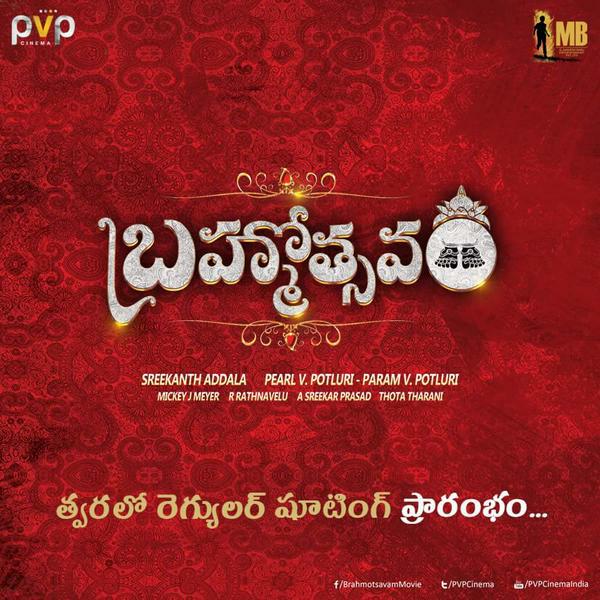 PVP
CINEMA
MB
బ్రహ్మోత్సవం
SREEKANTH ADDALA PEARL V. POTLURI - PARAM V. POTLURI
MICKEY J MEYER R RATHNAVELU A SREEKAR PRASAD THOTA THARANI
త్వరలో రెగ్యులర్ షూటింగ్ ప్రారంభం...
/BrahmotsavamMovie /PVPCinema /PVPCinemaIndia